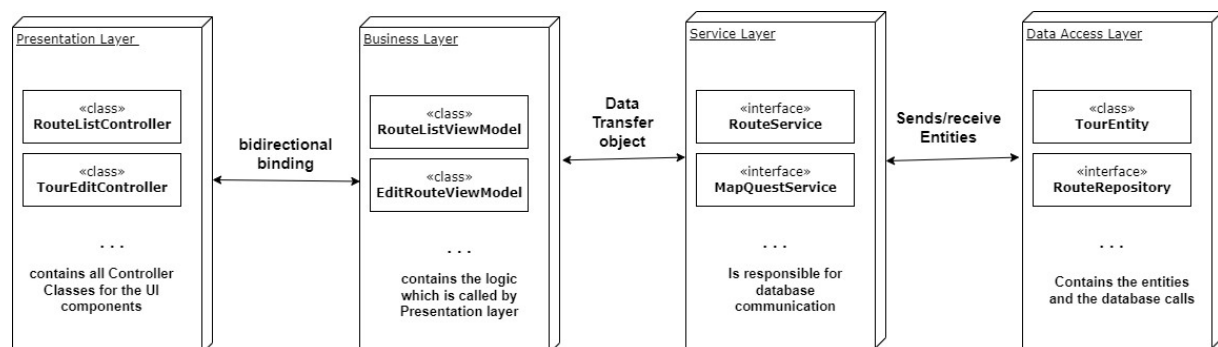 Presentation Layer
«class»
RouteListController
«class»
TourEditController
. . .
contains all Controller
Classes for the UI
components
bidirectional
binding
Business Layer
«class»
RouteListViewModel
«class»
EditRouteViewModel
. . .
contains the logic
which is called by
Presentation layer
Data
Transfer
object
Service Layer
«interface»
RouteService
«interface»
MapQuestService
. . .
Is responsible for
database
communication
Sends/receive
Entities
Data Access Layer
«class»
TourEntity
«interface»
RouteRepository
. . .
Contains the entities
and the database calls